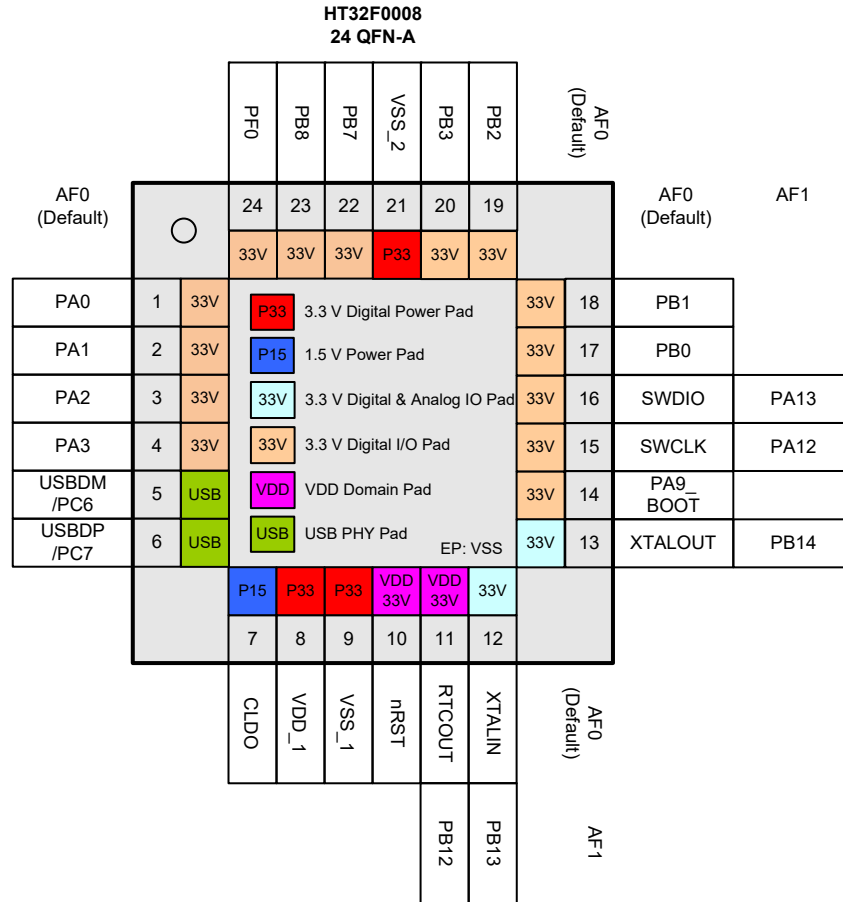 HT32F0008
24 QFN-A
PF0
PB8
PB7
VSS_2
PB3
PB2
AF0
(Default)
AF0
(Default)
24
23
22
21
20
19
AF0
(Default)
AF1
33V
33V
33V
P33
33V
33V
PA0
1
33V
P33
3.3 V Digital Power Pad
33V
18
PB1
PA1
2
33V
P15
1.5 V Power Pad
33V
17
PB0
PA2
3
33V
33V
3.3 V Digital & Analog IO Pad
33V
16
SWDIO
PA13
PA3
4
33V
33V
3.3 V Digital I/O Pad
33V
15
SWCLK
PA12
USBDM
/PC6
5
USB
VDD
VDD Domain Pad
33V
14
PA9_
BOOT
USBDP
/PC7
6
USB
USB
USB PHY Pad
EP: VSS
33V
13
XTALOUT
PB14
P15
P33
P33
VDD
33V
VDD
33V
33V
7
8
9
10
11
12
CLDO
VDD_1
VSS_1
nRST
RTCOUT
XTALIN
AF0
(Default)
PB12
PB13
AF1